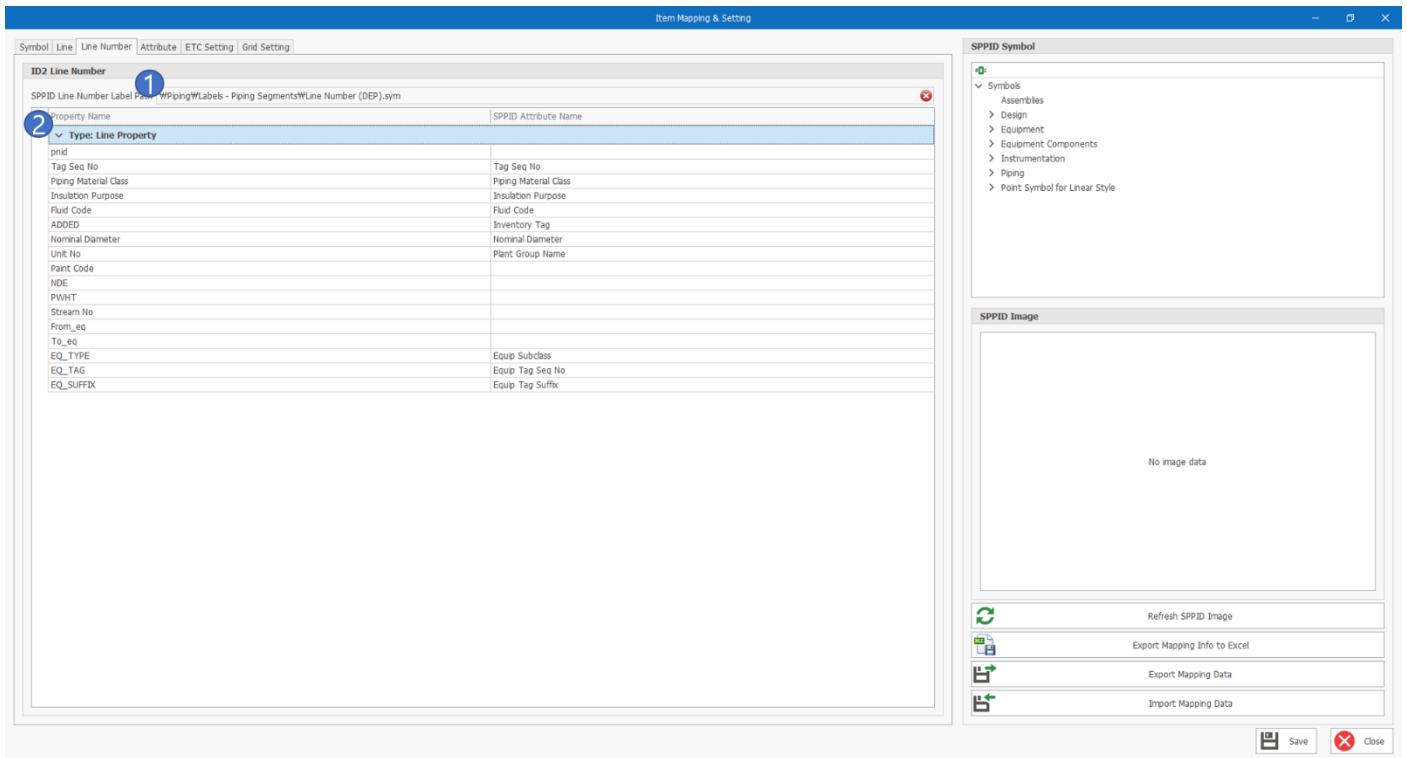 Item Mapping & Setting
Symbol Line Line Number Attribute ETC Setting Grid Setting
ID2 Line Number
1
SPPID Line Number Label Path ₩Piping₩Labels - Piping Segments₩Line Number (DEP).sym
2
Property Name SPPID Attribute Name
Type: Line Property
pnid
Tag Seq No Tag Seq No
Piping Material Class Piping Material Class
Insulation Purpose Insulation Purpose
Fluid Code Fluid Code
ADDED Inventory Tag
Nominal Diameter Nominal Diameter
Unit No Plant Group Name
Paint Code
NDE
PWHT
Stream No
From_eq
To_eq
EQ_TYPE Equip Subclass
EQ_TAG Equip Tag Seq No
EQ_SUFFIX Equip Tag Suffix
SPPID Symbol
Symbols
Assemblies
Design
Equipment
Equipment Components
Instrumentation
Piping
Point Symbol for Linear Style
SPPID Image
No image data
Refresh SPPID Image
Export Mapping Info to Excel
Export Mapping Data
Import Mapping Data
Save Close